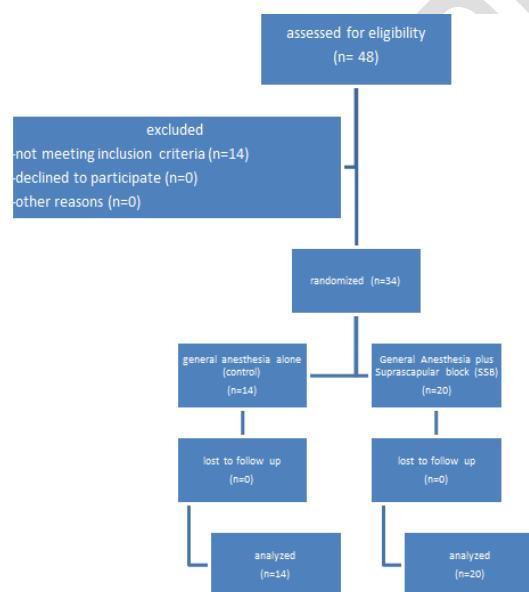 assessed for eligibility
(n= 48)
excluded
-not meeting inclusion criteria (n=14)
-declined to participate (n=0)
-other reasons (n=0)
randomized (n=34)
general anesthesia alone
(control)
(n=14)
General Anesthesia plus
Suprascapular block (SSB)
(n=20)
lost to follow up
(n=0)
lost to follow up
(n=0)
analyzed
(n=14)
analyzed
(n=20)